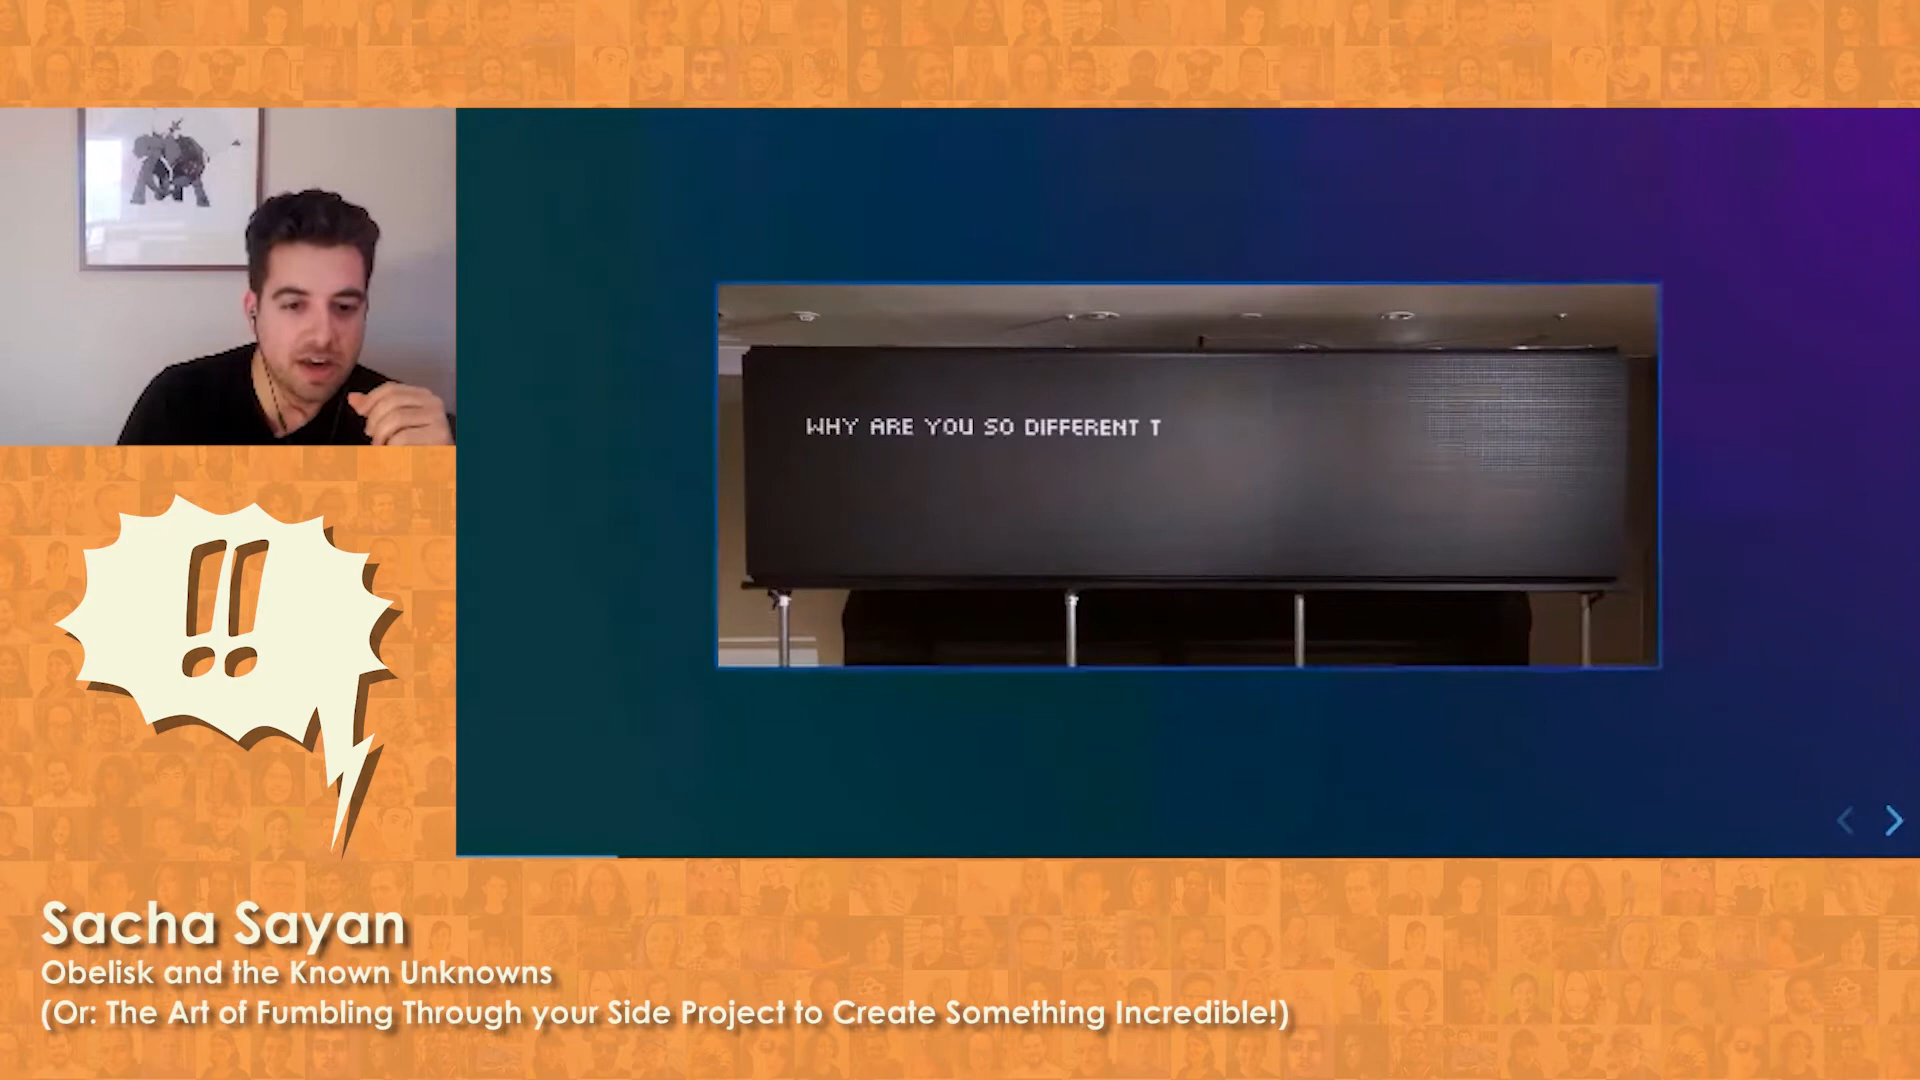 WHY ARE YOU SO DIFFERENT T
!!
Sacha Sayan
Obelisk and the Known Unknowns
(Or: The Art of Fumbling Through your Side Project to Create Something Incredible!)